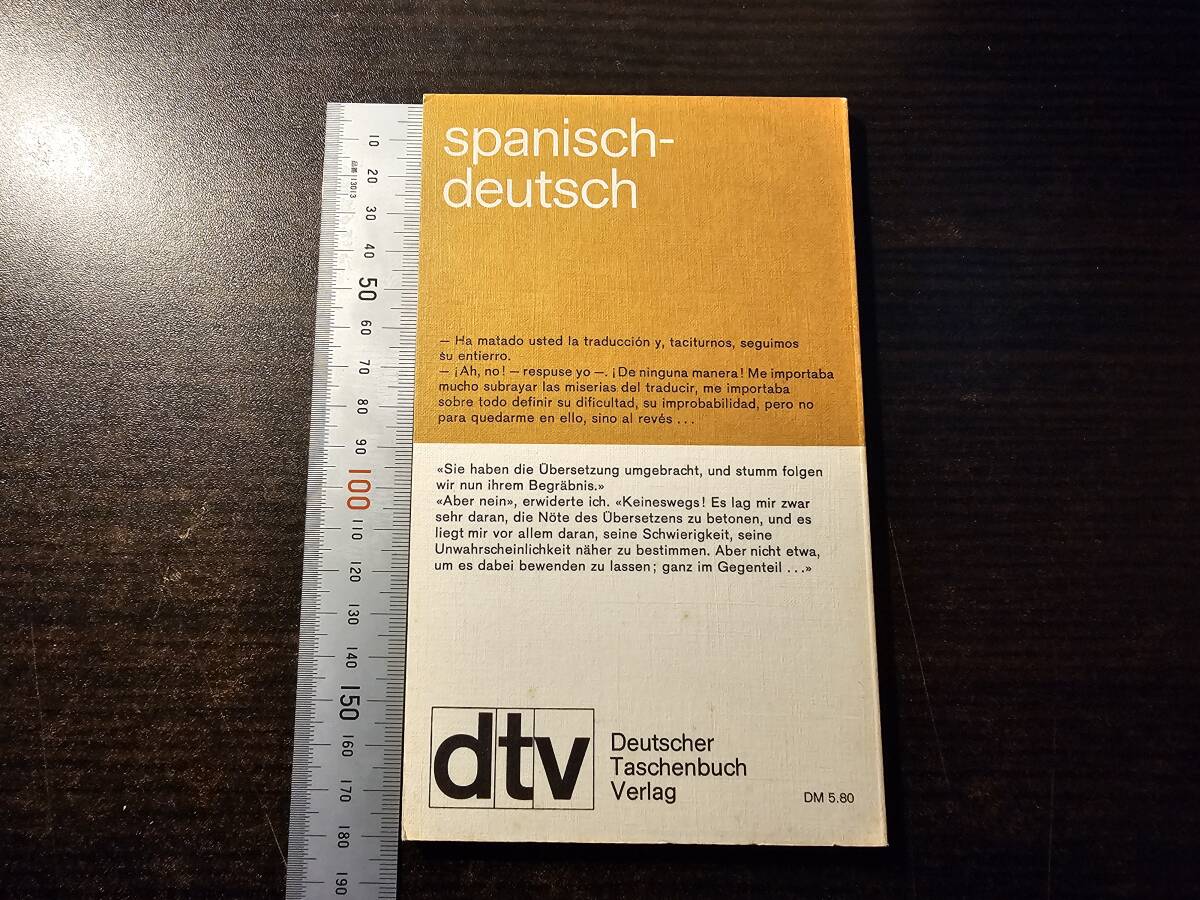 spanisch-
deutsch
— Ha matado usted la traducción y, taciturnos, seguimos
su entierro.
— ¡Ah, no! — respuse yo —. ¡De ninguna manera! Me importaba
mucho subrayar las miserias del traducir, me importaba
sobre todo definir su dificultad, su improbabilidad, pero no
para quedarme en ello, sino al revés ...
«Sie haben die Übersetzung umgebracht, und stumm folgen
wir nun ihrem Begräbnis.»
«Aber nein», erwiderte ich. «Keineswegs! Es lag mir zwar
sehr daran, die Nöte des Übersetzens zu betonen, und es
liegt mir vor allem daran, seine Schwierigkeit, seine
Unwahrscheinlichkeit näher zu bestimmen. Aber nicht etwa,
um es dabei bewenden zu lassen; ganz im Gegenteil ...»
dtv
Deutscher
Taschenbuch
Verlag
DM 5.80
10
品番 13013
20
30
40
50
60
70
80
90
100
110
120
130
140
150
160
170
180
190